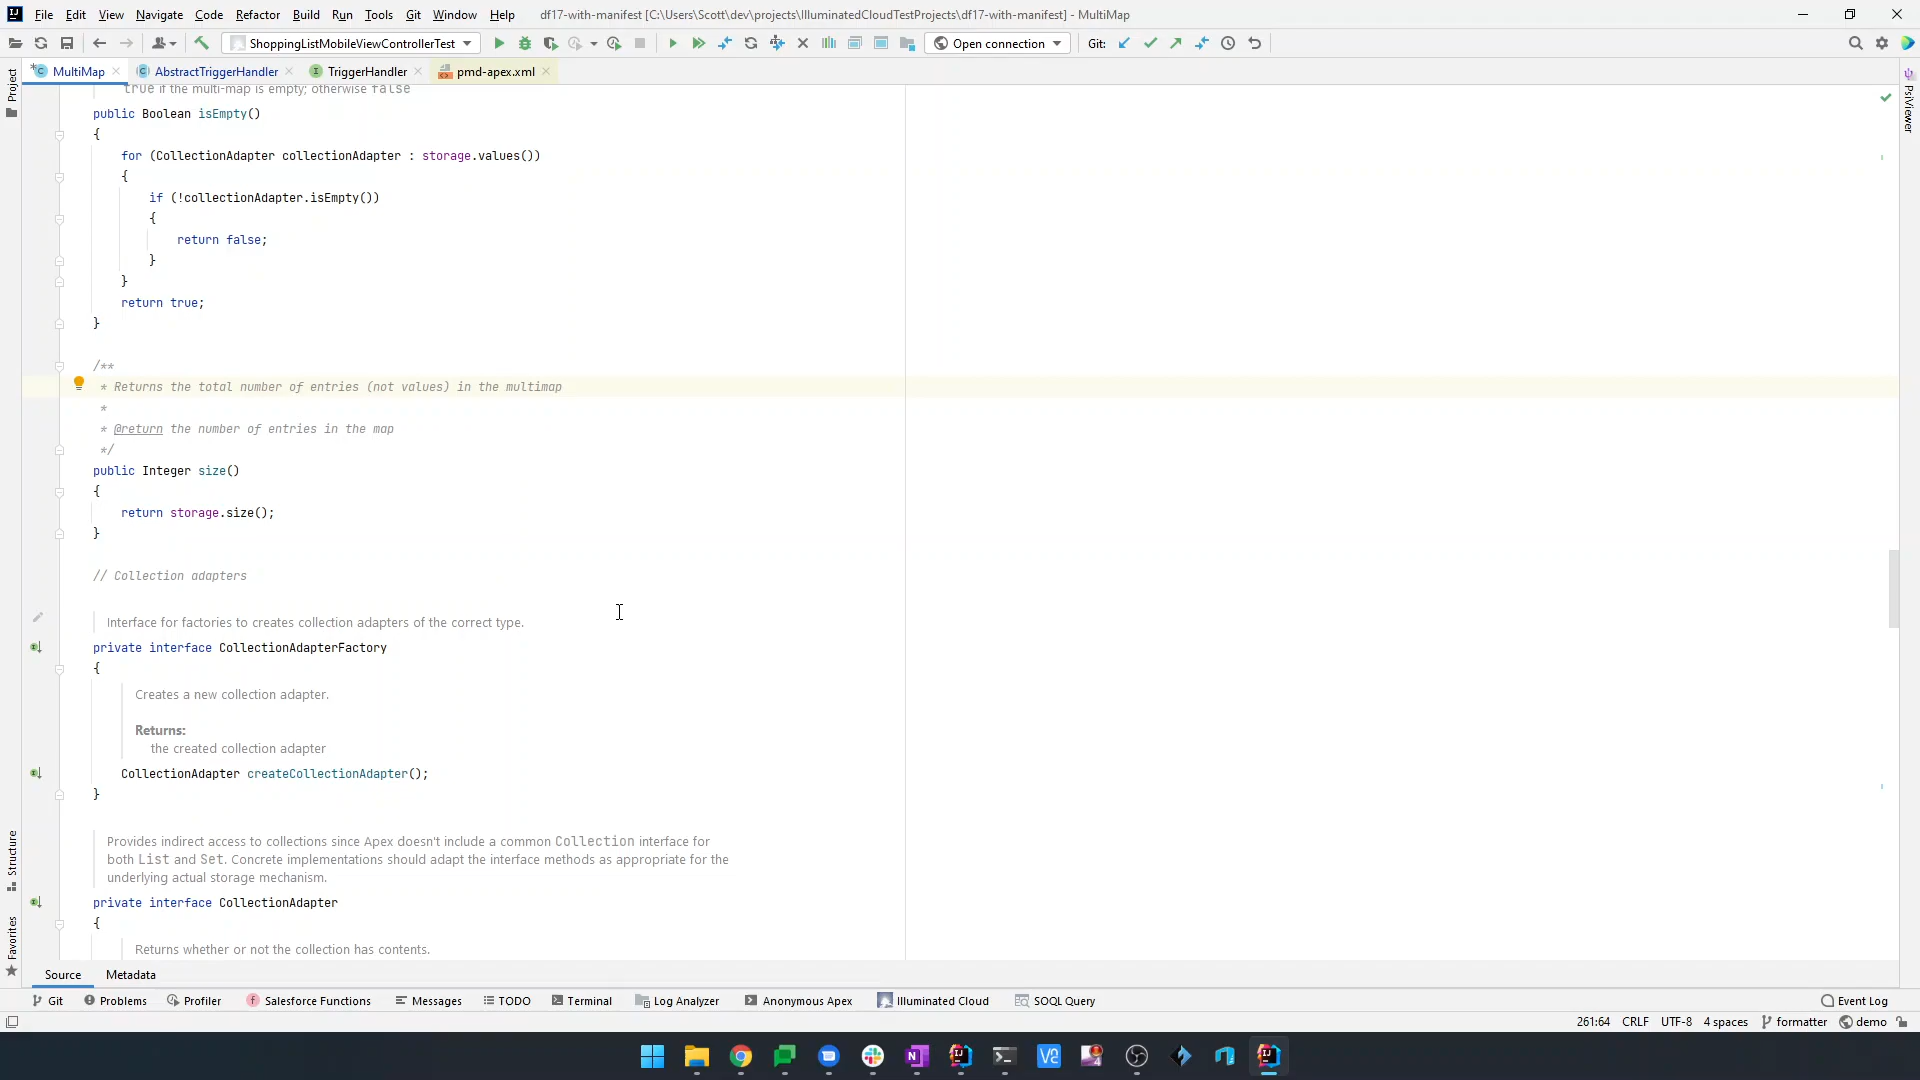 File Edit View Navigate Code Refactor Build Run Tools Git Window Help df17-with-manifest [C:\Users\Scott\dev\projects\IlluminatedCloudTestProjects\df17-with-manifest] - MultiMap
ShoppingListMobileViewControllerTest Open connection Git:
MultiMap AbstractTriggerHandler TriggerHandler pmd-apex.xml
Project
PsiViewer
true if the multi-map is empty; otherwise false
public Boolean isEmpty()
{
for (CollectionAdapter collectionAdapter : storage.values())
{
if (!collectionAdapter.isEmpty())
{
return false;
}
}
return true;
}
/**
* Returns the total number of entries (not values) in the multimap
*
* @return the number of entries in the map
*/
public Integer size()
{
return storage.size();
}
// Collection adapters
Interface for factories to creates collection adapters of the correct type.
private interface CollectionAdapterFactory
{
Creates a new collection adapter.
Returns:
the created collection adapter
CollectionAdapter createCollectionAdapter();
}
Provides indirect access to collections since Apex doesn't include a common Collection interface for
both List and Set. Concrete implementations should adapt the interface methods as appropriate for the
underlying actual storage mechanism.
private interface CollectionAdapter
{
Returns whether or not the collection has contents.
Structure
Favorites
Source Metadata
Git Problems Profiler Salesforce Functions Messages TODO Terminal Log Analyzer Anonymous Apex Illuminated Cloud SOQL Query Event Log
261:64 CRLF UTF-8 4 spaces formatter demo